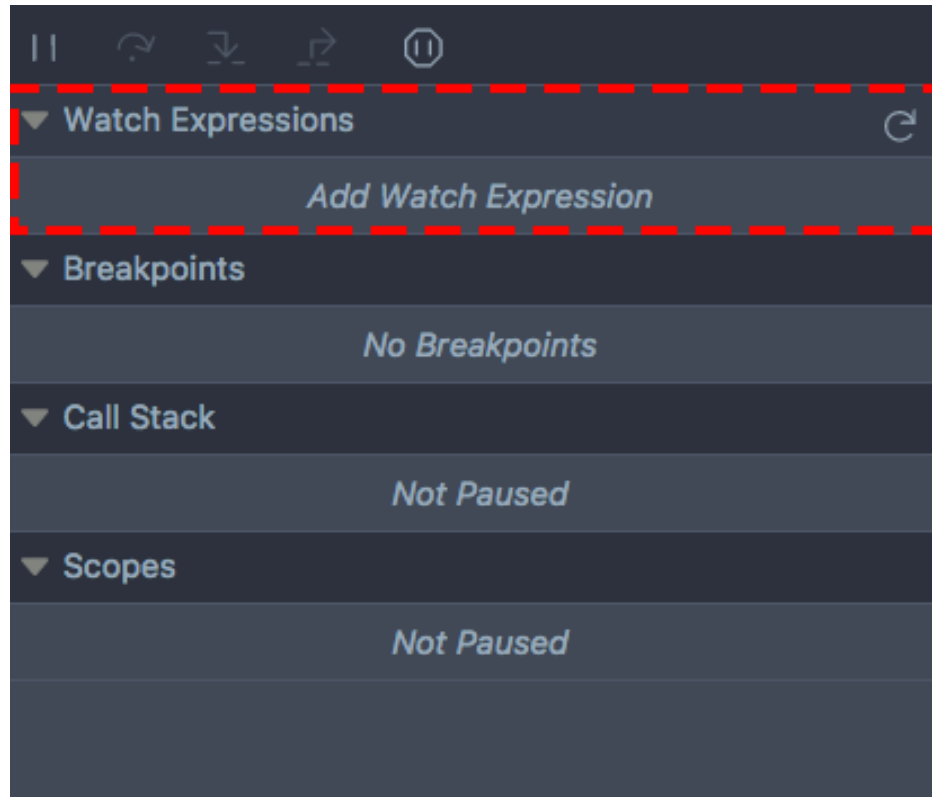 Watch Expressions
Add Watch Expression
Breakpoints
No Breakpoints
Call Stack
Not Paused
Scopes
Not Paused